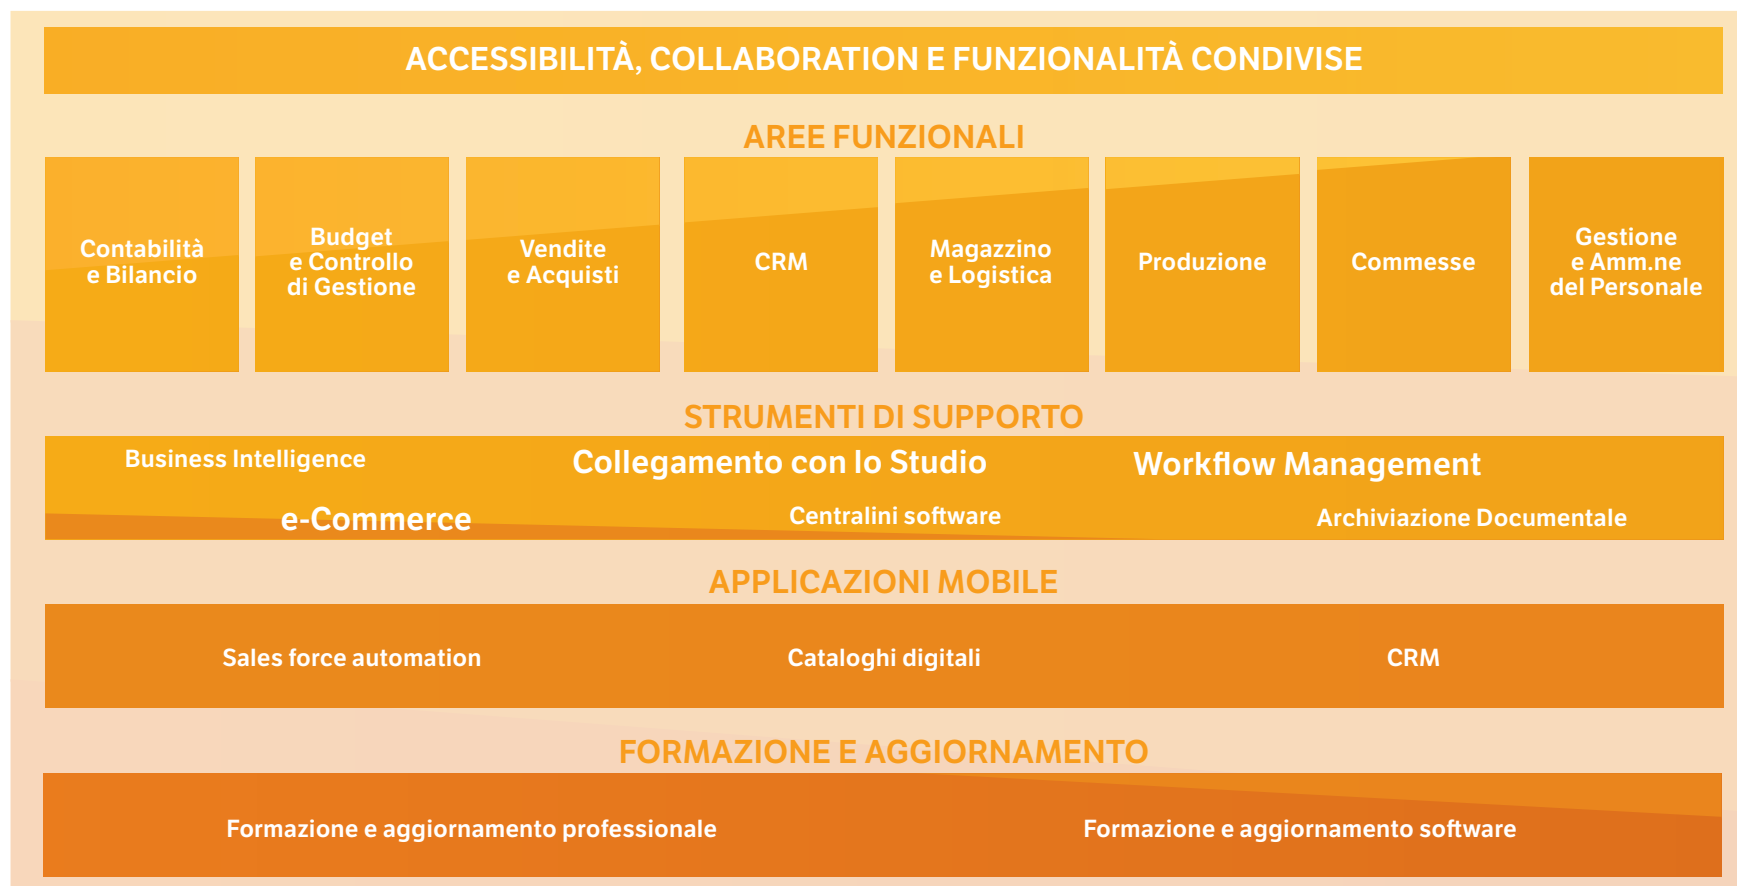 ACCESSIBILITÀ, COLLABORATION E FUNZIONALITÀ CONDIVISE
AREE FUNZIONALI
Contabilità
e Bilancio
Budget
e Controllo
di Gestione
Vendite
e Acquisti
CRM
Magazzino
e Logistica
Produzione
Commesse
Gestione
e Amm.ne
del Personale
STRUMENTI DI SUPPORTO
Business Intelligence
Collegamento con lo Studio
Workflow Management
e-Commerce
Centralini software
Archiviazione Documentale
APPLICAZIONI MOBILE
Sales force automation
Cataloghi digitali
CRM
FORMAZIONE E AGGIORNAMENTO
Formazione e aggiornamento professionale
Formazione e aggiornamento software